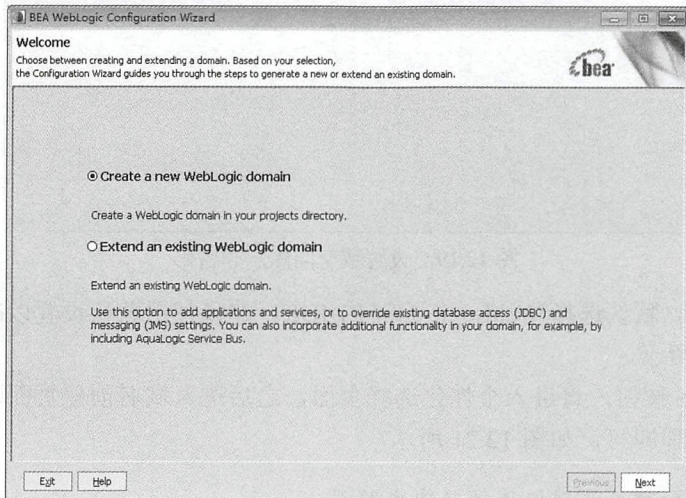 BEA WebLogic Configuration Wizard
Welcome
Choose between creating and extending a domain. Based on your selection,
the Configuration Wizard guides you through the steps to generate a new or extend an existing domain.
bea
Create a new WebLogic domain
Create a WebLogic domain in your projects directory.
Extend an existing WebLogic domain
Extend an existing WebLogic domain.
Use this option to add applications and services, or to override existing database access (JDBC) and
messaging (JMS) settings. You can also incorporate additional functionality in your domain, for example, by
including AquaLogic Service Bus.
Exit Help Previous Next